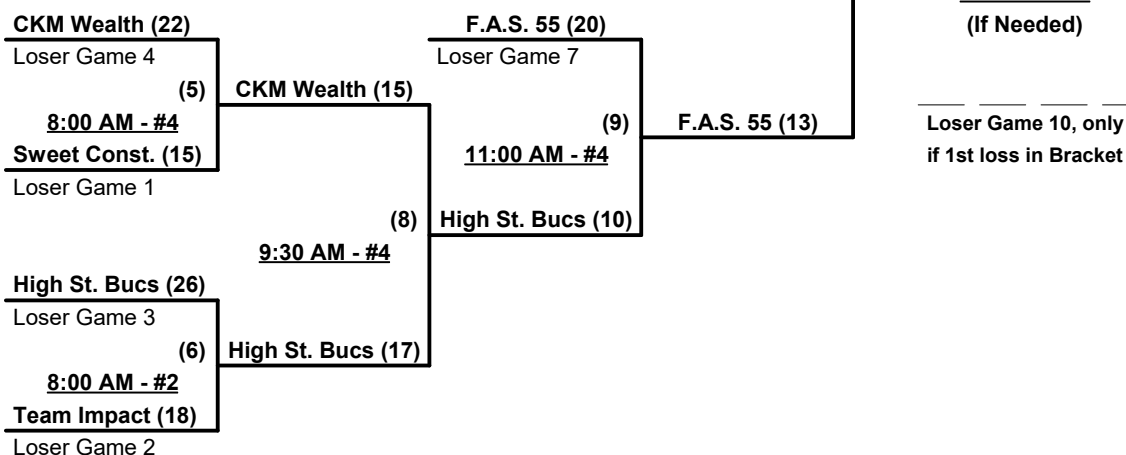 CKM Wealth (22)
Loser Game 4
(5)
8:00 AM - #4
Sweet Const. (15)
Loser Game 1
CKM Wealth (15)
(8)
9:30 AM - #4
High St. Bucs (26)
Loser Game 3
(6)
8:00 AM - #2
Team Impact (18)
Loser Game 2
High St. Bucs (17)
F.A.S. 55 (20)
Loser Game 7
(9)
11:00 AM - #4
High St. Bucs (10)
F.A.S. 55 (13)
(If Needed)
Loser Game 10, only
if 1st loss in Bracket